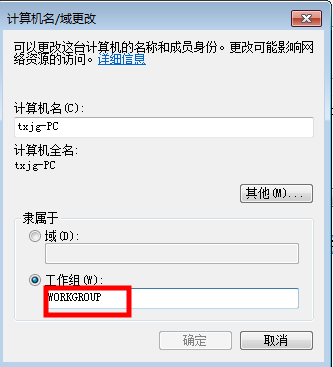 计算机名/域更改
可以更改这台计算机的名称和成员身份。更改可能影响网
络资源的访问。详细信息
计算机名(C):
txjg-PC
计算机全名:
txjg-PC
其他(M)...
隶属于
域(D):
工作组(W):
WORKGROUP
确定
取消